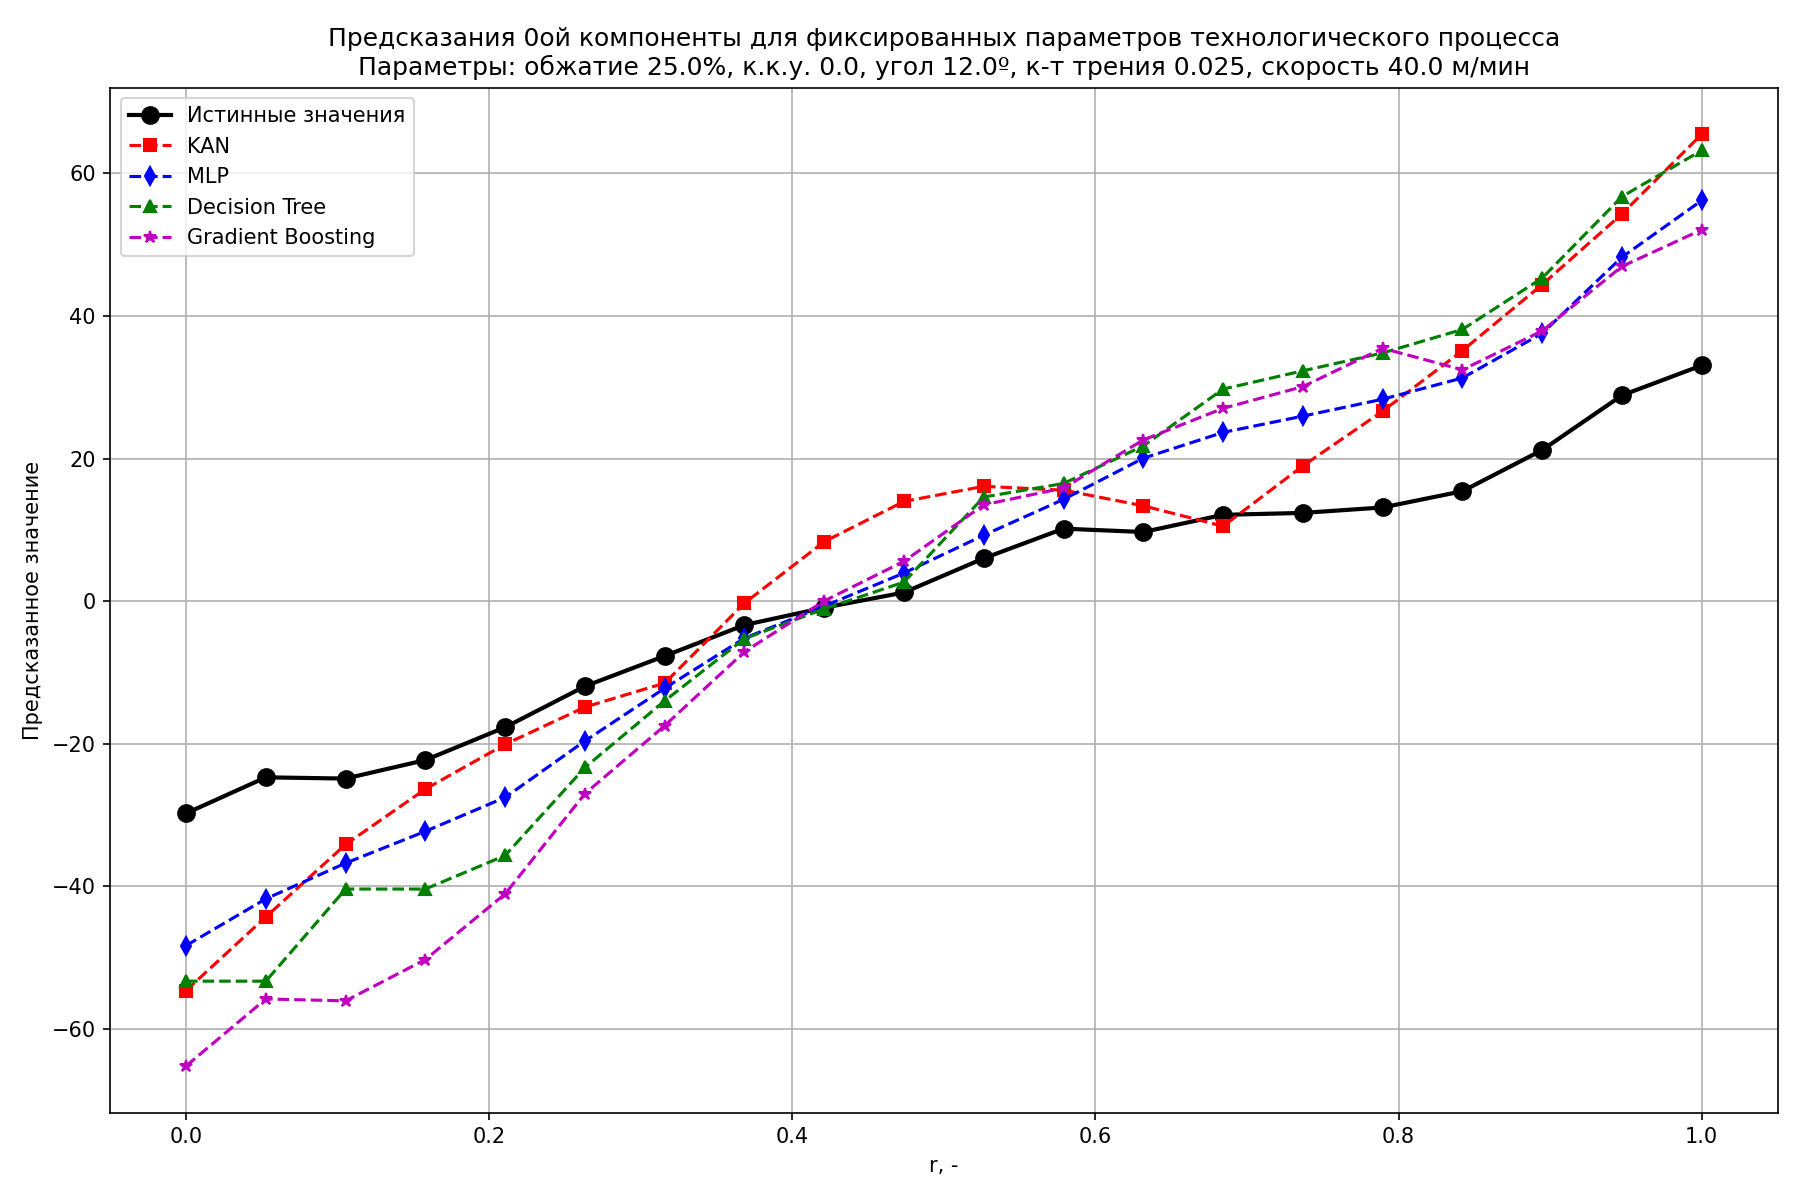 Предсказания 0ой компоненты для фиксированных параметров технологического процесса
Параметры: обжатие 25.0%, к.к.у. 0.0, угол 12.0º, к-т трения 0.025, скорость 40.0 м/мин
Истинные значения
KAN
MLP
Decision Tree
Gradient Boosting
Предсказанное значение
60
40
20
0
−20
−40
−60
0.0
0.2
0.4
0.6
0.8
1.0
r, -